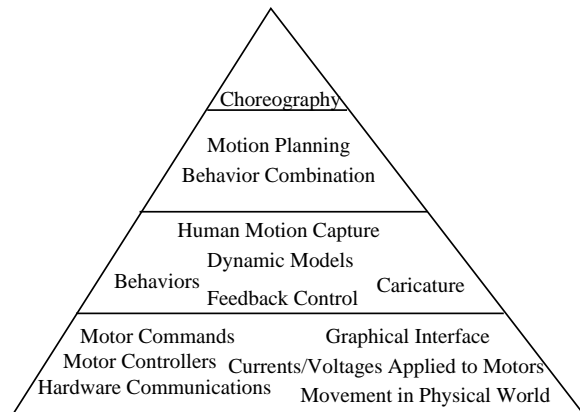 Choreography
Motion Planning
Behavior Combination
Human Motion Capture
Dynamic Models
Behaviors
Caricature
Feedback Control
Motor Commands
Graphical Interface
Motor Controllers
Currents/Voltages Applied to Motors
Hardware Communications
Movement in Physical World